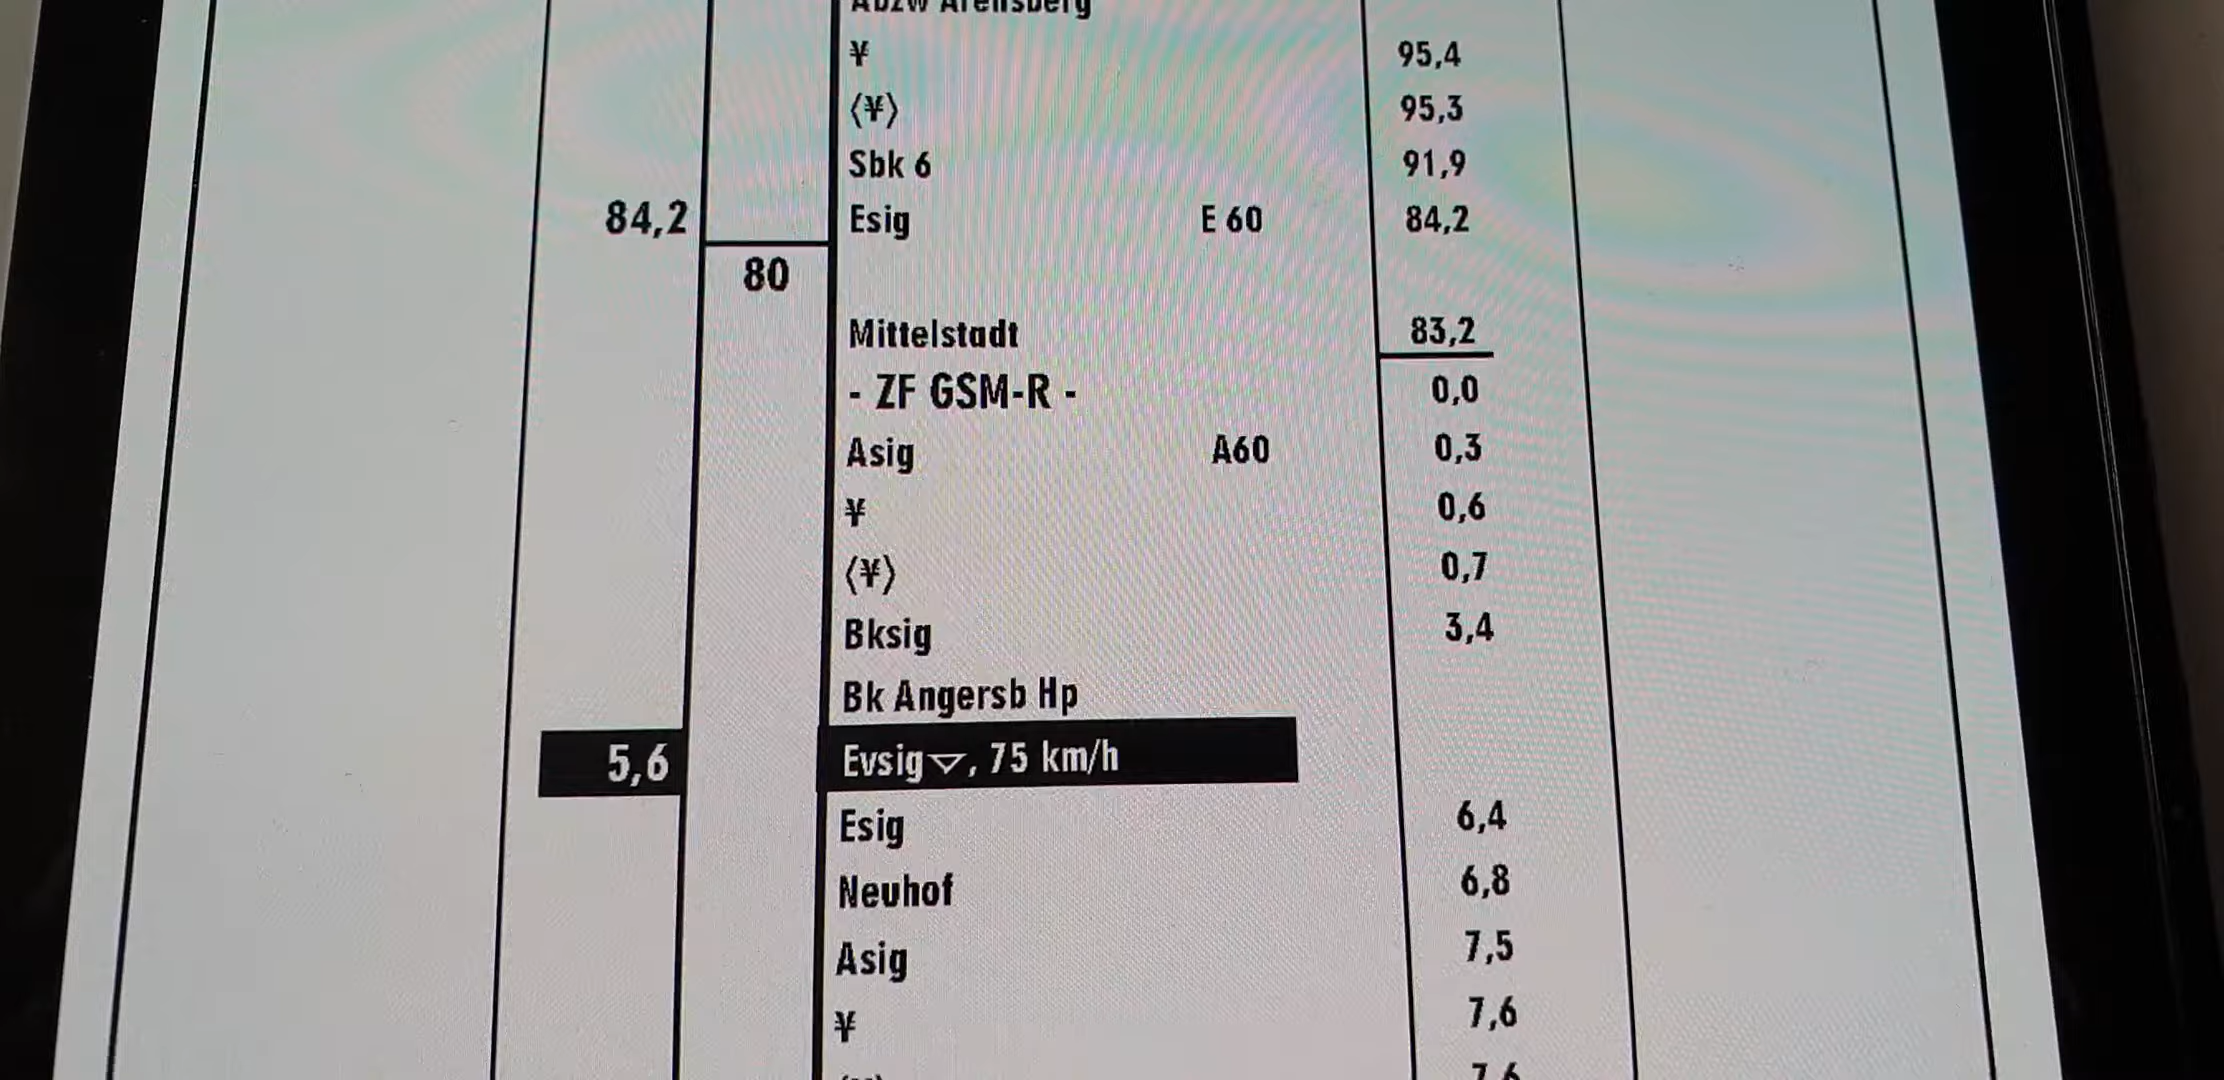 Abzw Arensberg
¥ 95,4
⟨¥⟩ 95,3
Sbk 6 91,9
84,2 Esig E 60 84,2
80
Mittelstadt 83,2
- ZF GSM-R - 0,0
Asig A60 0,3
¥ 0,6
⟨¥⟩ 0,7
Bksig 3,4
Bk Angersb Hp
5,6 Evsig ▽, 75 km/h
Esig 6,4
Neuhof 6,8
Asig 7,5
¥ 7,6